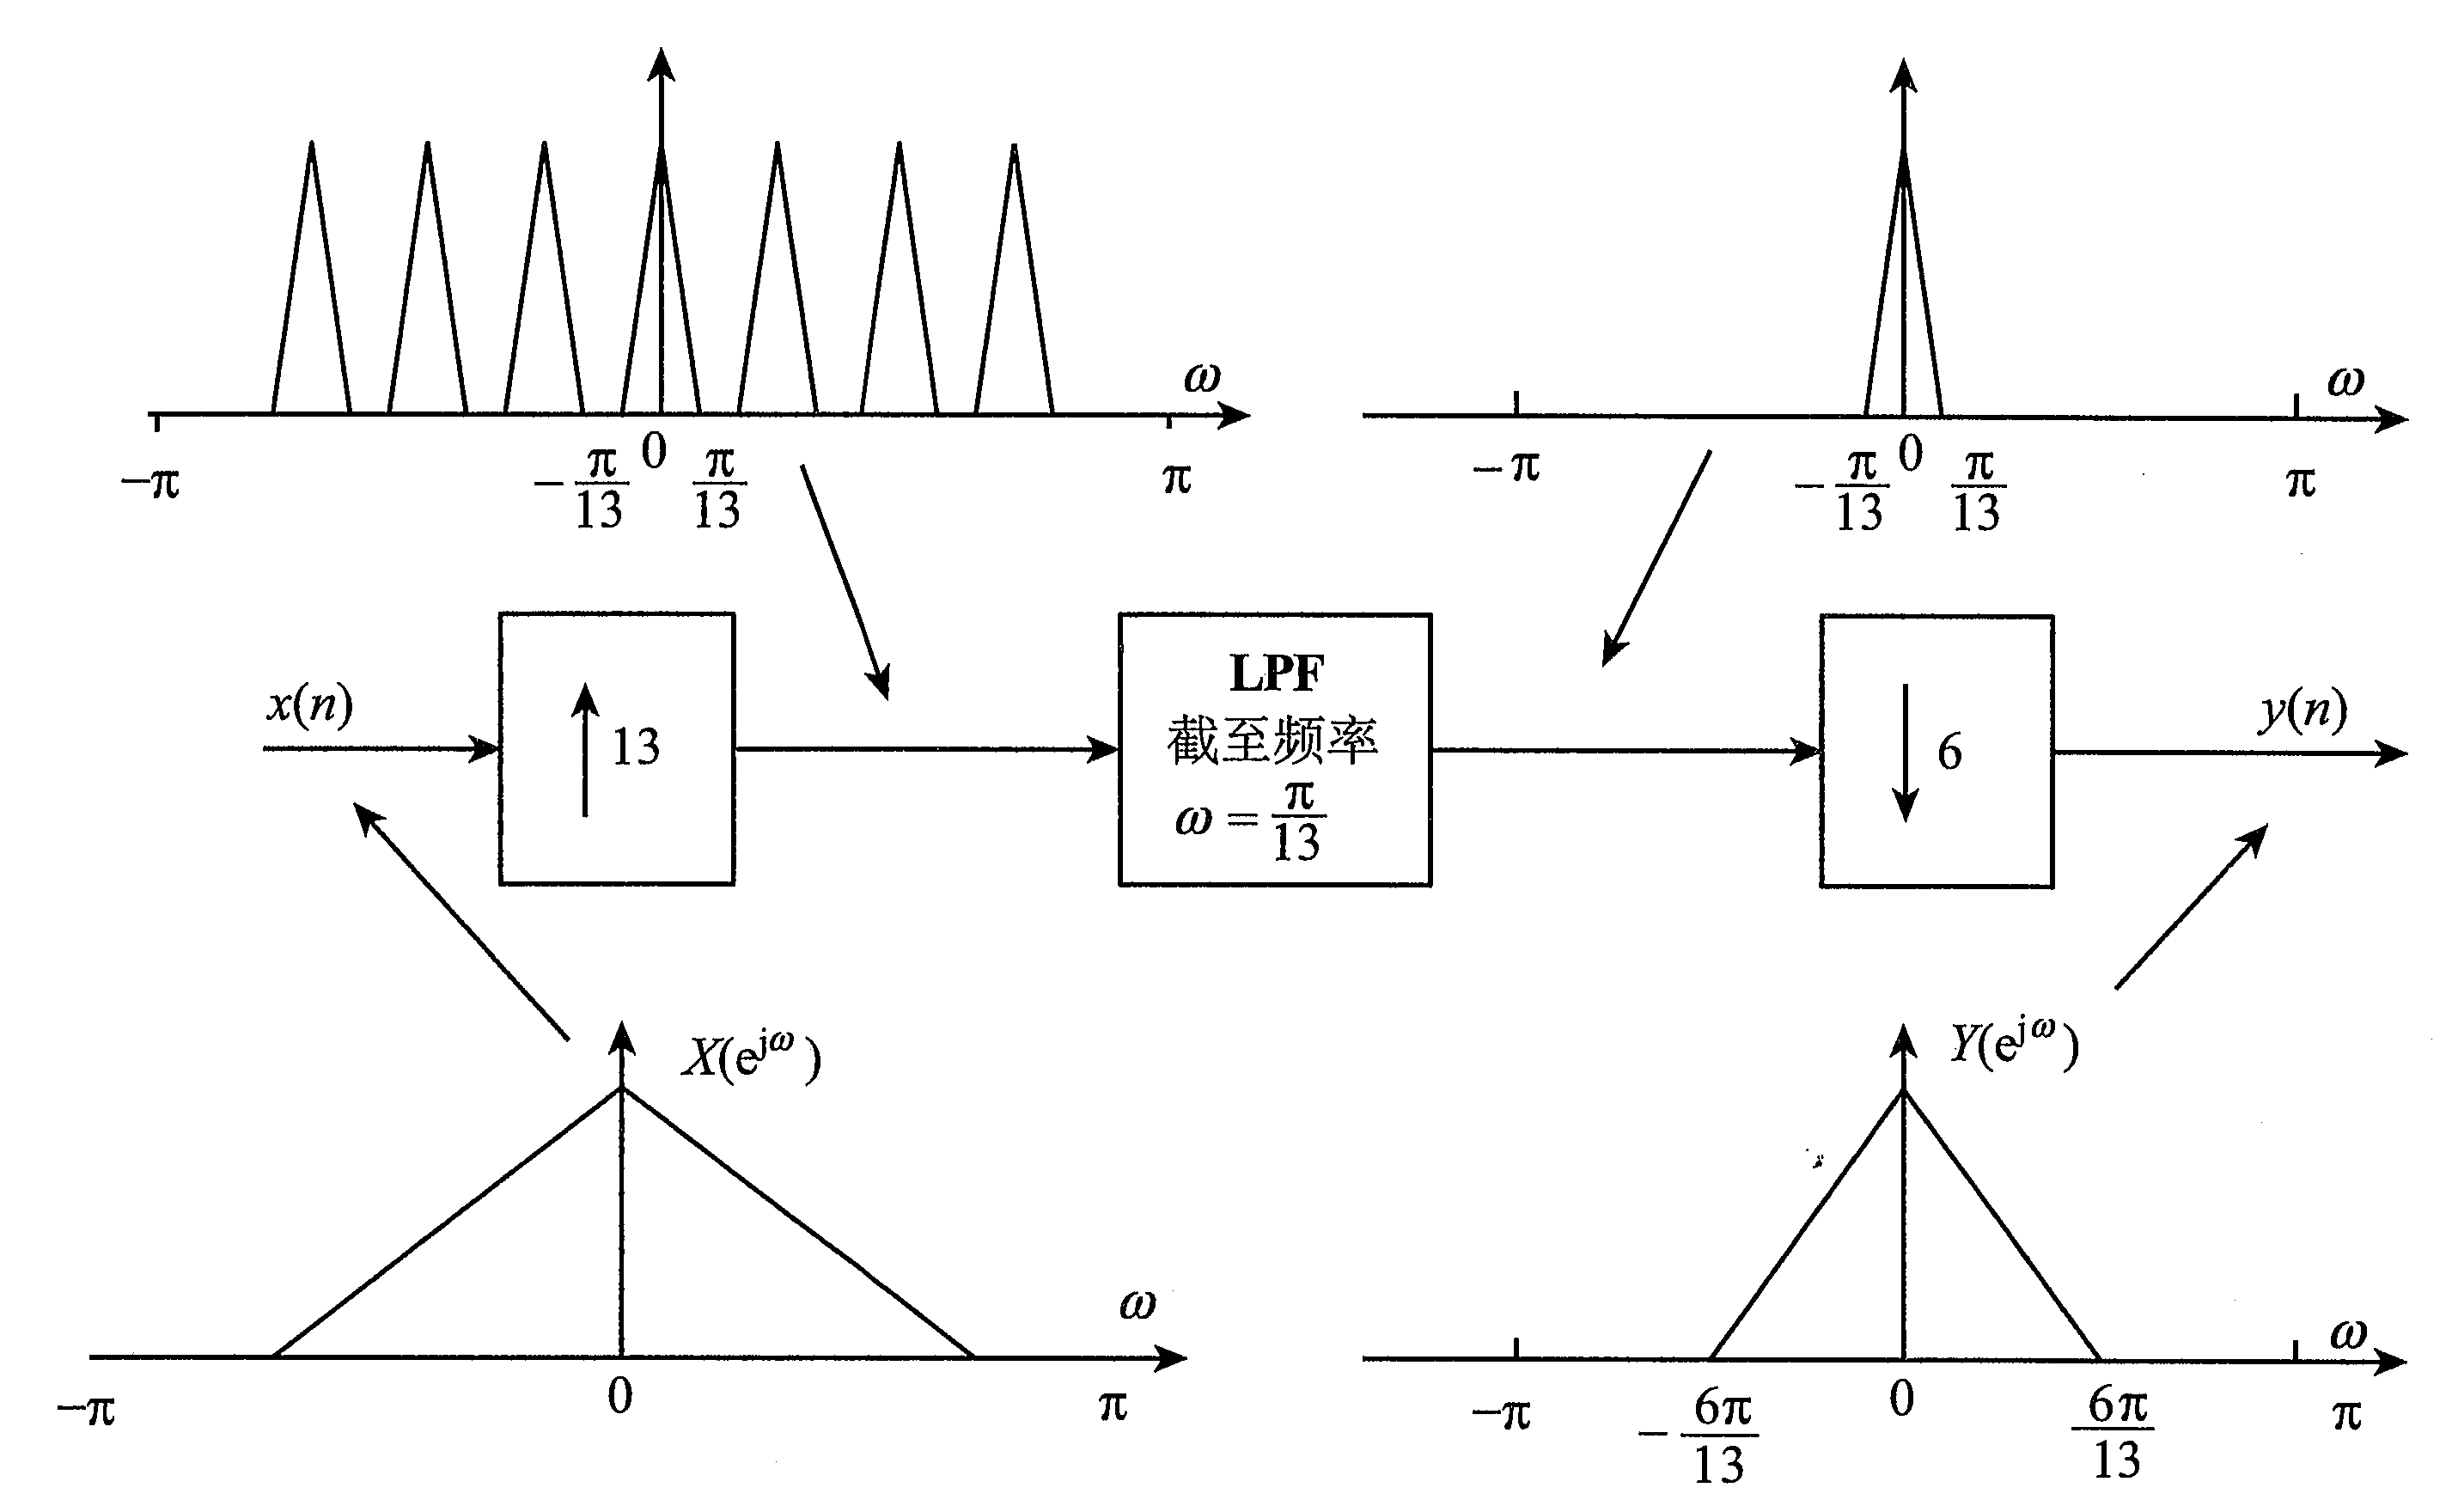 ω
ω
−π
−π/13
0
π/13
π
−π
−π/13
0
π/13
π
x(n)
↑ 13
LPF
截至频率
ω = π/13
↓ 6
y(n)
X(e^{jω})
Y(e^{jω})
ω
ω
−π
0
π
−π
−6π/13
0
6π/13
π